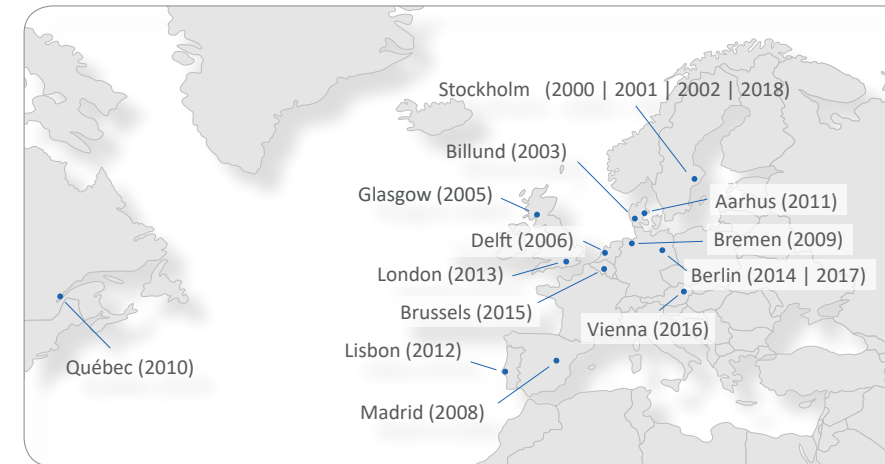 Stockholm (2000 | 2001 | 2002 | 2018)
Billund (2003)
Glasgow (2005)
Aarhus (2011)
Delft (2006)
Bremen (2009)
London (2013)
Berlin (2014 | 2017)
Brussels (2015)
Vienna (2016)
Lisbon (2012)
Québec (2010)
Madrid (2008)